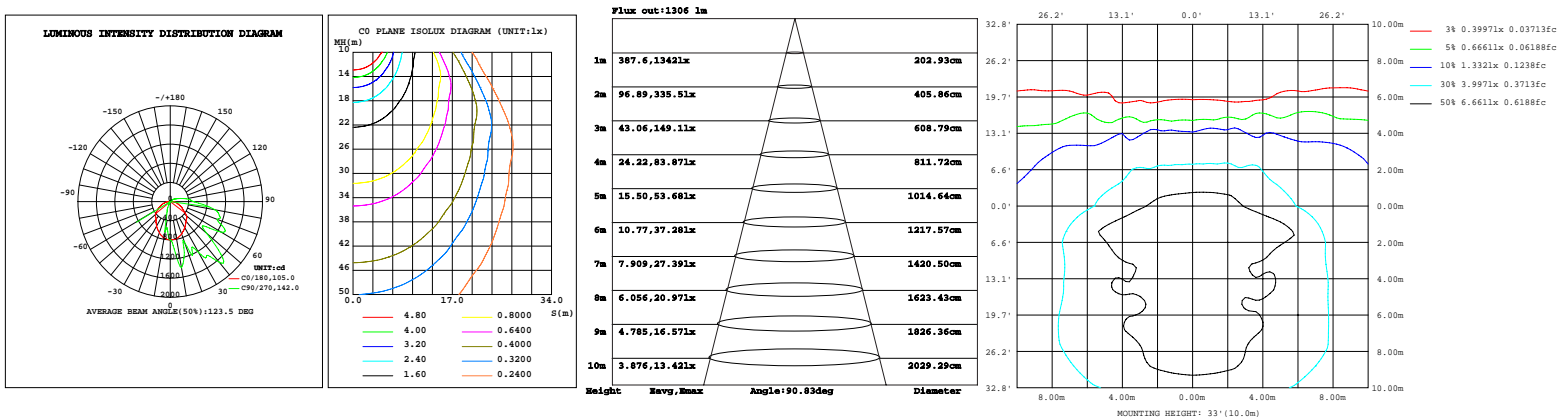 LUMINOUS INTENSITY DISTRIBUTION DIAGRAM
-/+180
-150
150
-120
120
-90
90
-60
60
-30
30
0
0
400
800
1200
1600
2000
UNIT:cd
C0/180,105.0
C90/270,142.0
AVERAGE BEAM ANGLE(50%):123.5 DEG
C0 PLANE ISOLUX DIAGRAM (UNIT:lx)
MH(m)
10
14
18
22
26
30
34
38
42
46
50
0.0
17.0
34.0
S(m)
4.80
0.8000
4.00
0.6400
3.20
0.4000
2.40
0.3200
1.60
0.2400
Flux out:1306 lm
1m 387.6,1342lx 202.93cm
2m 96.89,335.5lx 405.86cm
3m 43.06,149.1lx 608.79cm
4m 24.22,83.87lx 811.72cm
5m 15.50,53.68lx 1014.64cm
6m 10.77,37.28lx 1217.57cm
7m 7.909,27.39lx 1420.50cm
8m 6.056,20.97lx 1623.43cm
9m 4.785,16.57lx 1826.36cm
10m 3.876,13.42lx 2029.29cm
Height Eavg,Emax Angle:90.83deg Diameter
26.2' 13.1' 0.0' 13.1' 26.2'
32.8' 10.00m
26.2' 8.00m
19.7' 6.00m
13.1' 4.00m
6.6' 2.00m
0.0' 0.00m
6.6' 2.00m
13.1' 4.00m
19.7' 6.00m
26.2' 8.00m
32.8' 10.00m
8.00m 4.00m 0.00m 4.00m 8.00m
MOUNTING HEIGHT: 33'(10.0m)
3% 0.3997lx 0.03713fc
5% 0.6661lx 0.06188fc
10% 1.332lx 0.1238fc
30% 3.997lx 0.3713fc
50% 6.661lx 0.6188fc